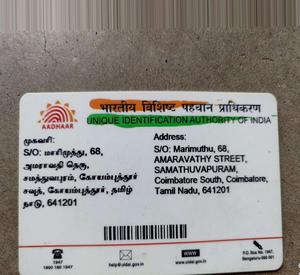 भारतीय विशिष्ट पहचान प्राधिकरण
UNIQUE IDENTIFICATION AUTHORITY OF INDIA
AADHAAR
முகவரி:
S/O: மாரிமுத்து, 68,
அமராவதி தெரு,
சமத்துவபுரம், கோயம்புத்தூர்
சவுத், கோயம்புத்தூர், தமிழ்
நாடு, 641201
Address:
S/O: Marimuthu, 68,
AMARAVATHY STREET,
SAMATHUVAPURAM,
Coimbatore South, Coimbatore,
Tamil Nadu, 641201
1947
1800 180 1947
help@uidai.gov.in
www.uidai.gov.in
P.O. Box No. 1947,
Bengaluru-560 001